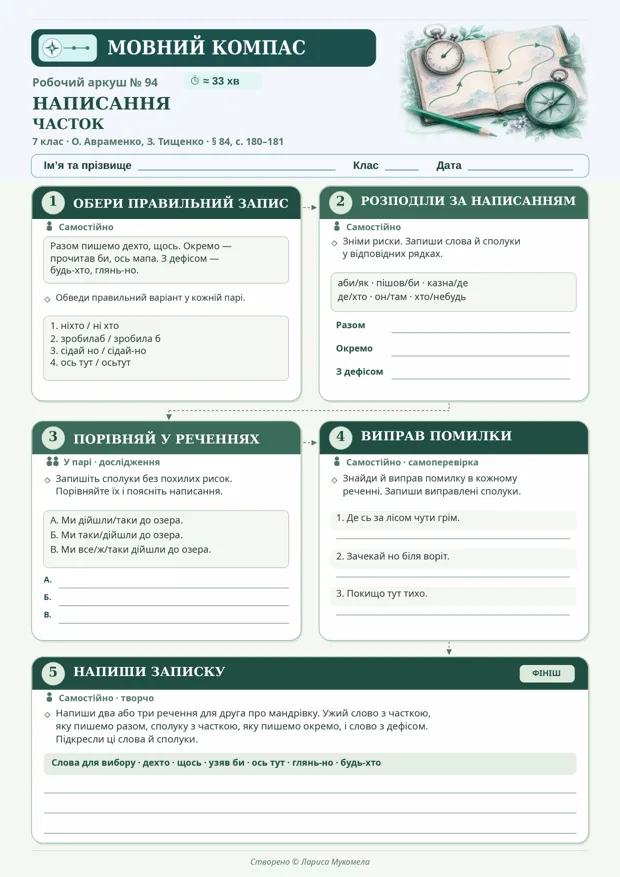 МОВНИЙ КОМПАС
Робочий аркуш № 94
≈ 33 хв
НАПИСАННЯ
ЧАСТОК
7 клас · О. Авраменко, З. Тищенко · § 84, с. 180–181
Ім’я та прізвище
Клас
Дата
1 ОБЕРИ ПРАВИЛЬНИЙ ЗАПИС
Самостійно
Разом пишемо дехто, щось. Окремо —
прочитав би, ось мапа. З дефісом —
будь-хто, глянь-но.
Обведи правильний варіант у кожній парі.
1. ніхто / ні хто
2. зробилаб / зробила б
3. сідай но / сідай-но
4. ось тут / осьтут
2 РОЗПОДІЛИ ЗА НАПИСАННЯМ
Самостійно
Зніми риски. Запиши слова й сполуки
у відповідних рядках.
аби/як · пішов/би · казна/де
де/хто · он/там · хто/небудь
Разом
Окремо
З дефісом
3 ПОРІВНЯЙ У РЕЧЕННЯХ
У парі · дослідження
Запишіть сполуки без похилих рисок.
Порівняйте їх і поясніть написання.
А. Ми дійшли/таки до озера.
Б. Ми таки/дійшли до озера.
В. Ми все/ж/таки дійшли до озера.
А.
Б.
В.
4 ВИПРАВ ПОМИЛКИ
Самостійно · самоперевірка
Знайди й виправ помилку в кожному
реченні. Запиши виправлені сполуки.
1. Де сь за лісом чути грім.
2. Зачекай но біля воріт.
3. Покищо тут тихо.
5 НАПИШИ ЗАПИСКУ
ФІНІШ
Самостійно · творчо
Напиши два або три речення для друга про мандрівку. Ужий слово з часткою,
яку пишемо разом, сполуку з часткою, яку пишемо окремо, і слово з дефісом.
Підкресли ці слова й сполуки.
Слова для вибору · дехто · щось · узяв би · ось тут · глянь-но · будь-хто
Створено © Лариса Мукомела